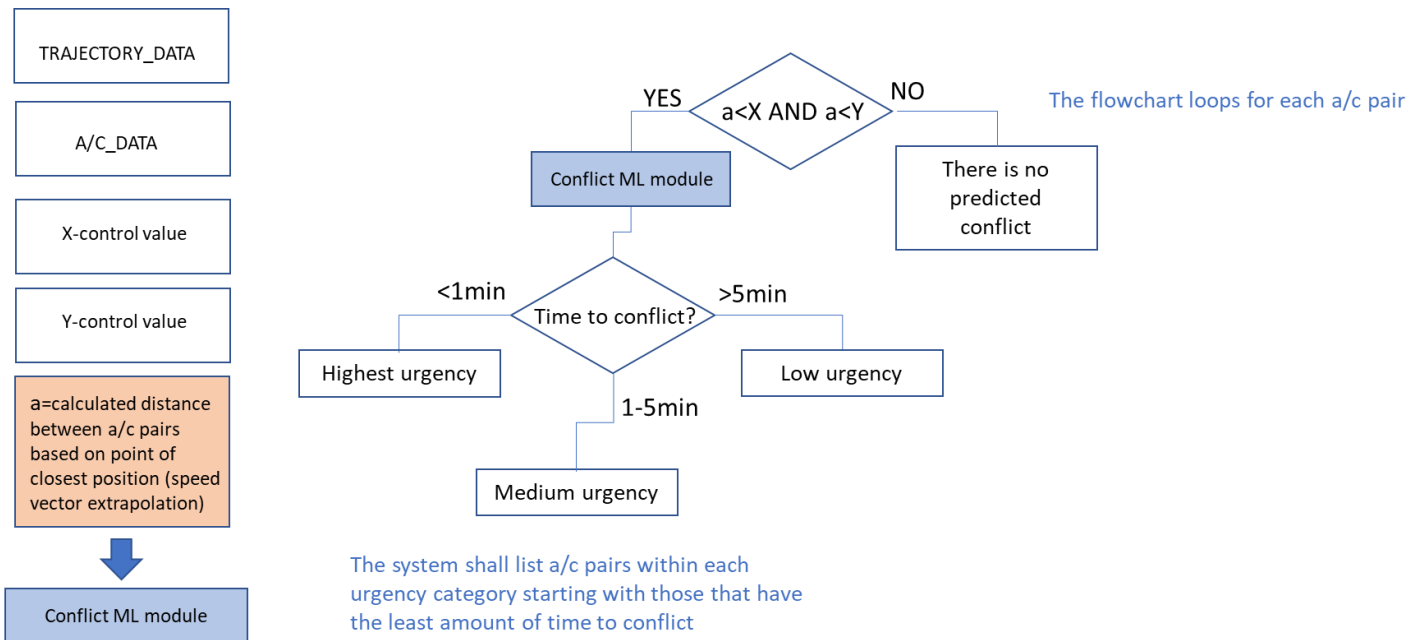 TRAJECTORY_DATA
A/C_DATA
X-control value
Y-control value
a=calculated distance
between a/c pairs
based on point of
closest position (speed
vector extrapolation)
Conflict ML module
YES
a<X AND a<Y
NO
The flowchart loops for each a/c pair
Conflict ML module
There is no
predicted
conflict
<1min
Time to conflict?
>5min
Highest urgency
Low urgency
1-5min
Medium urgency
The system shall list a/c pairs within each
urgency category starting with those that have
the least amount of time to conflict